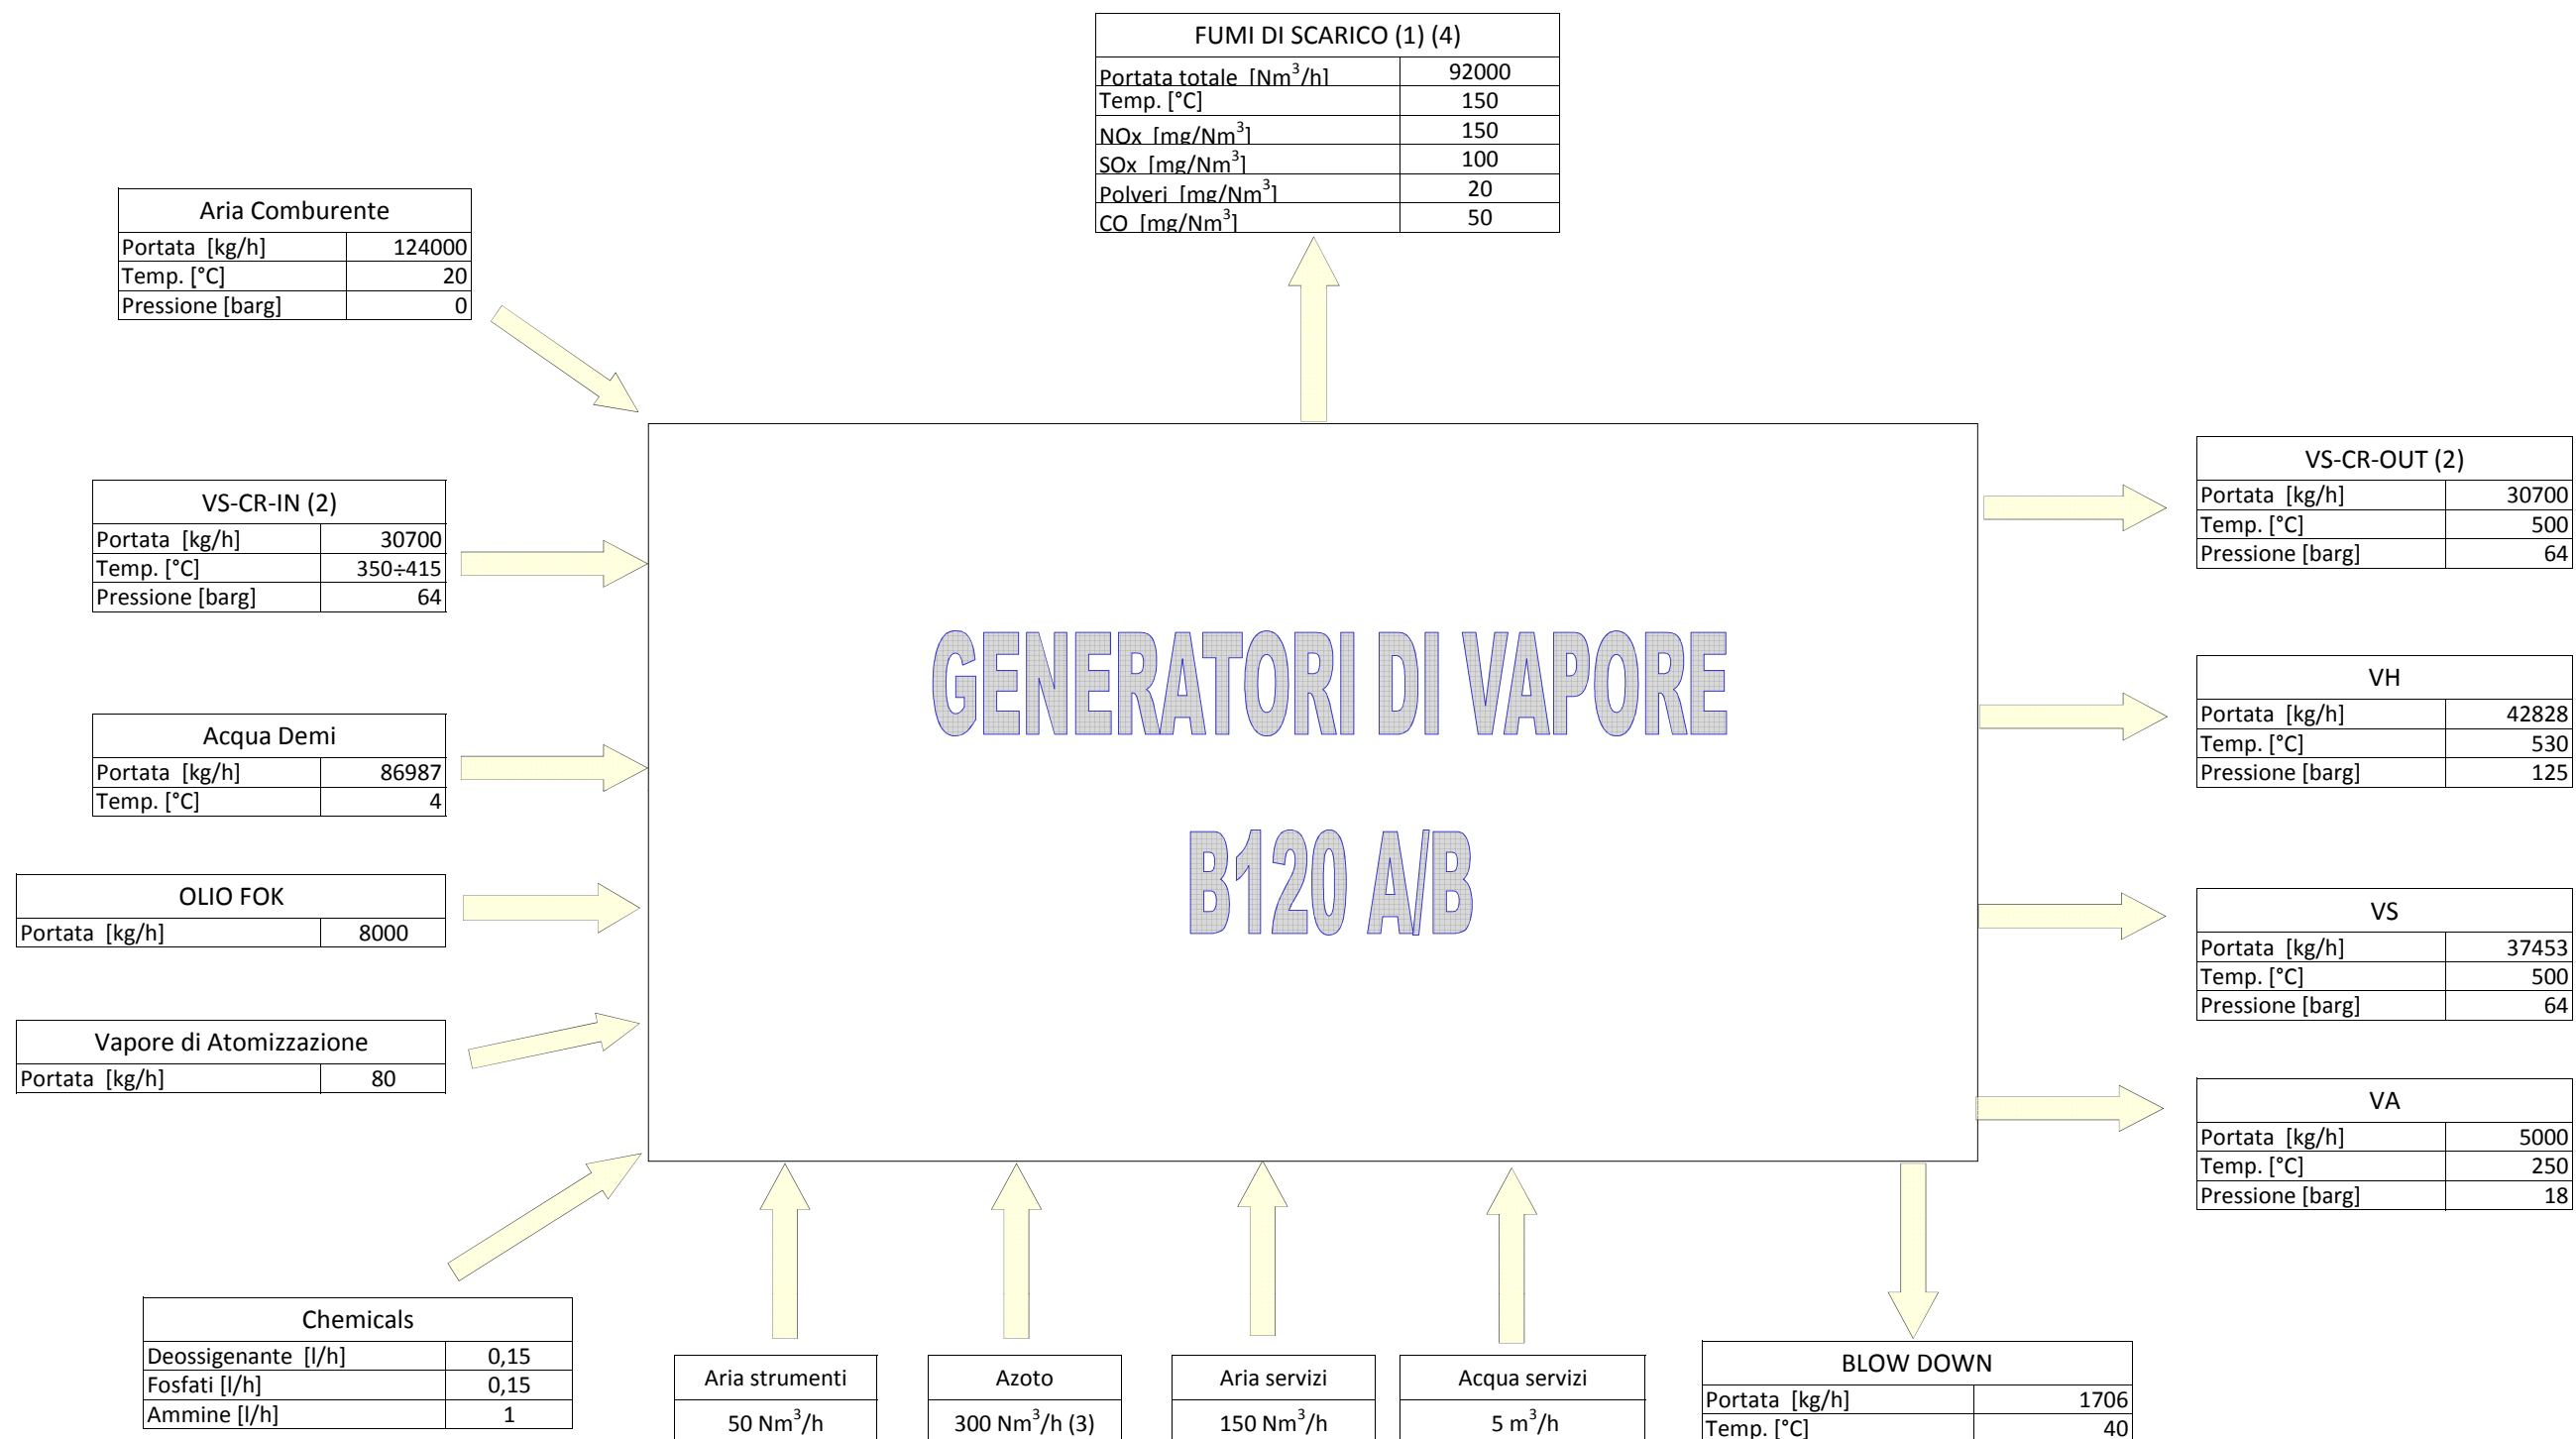 FUMI DI SCARICO (1) (4)
Portata totale [Nm³/h] 92000
Temp. [°C] 150
NOx [mg/Nm³] 150
SOx [mg/Nm³] 100
Polveri [mg/Nm³] 20
CO [mg/Nm³] 50
Aria Comburente
Portata [kg/h] 124000
Temp. [°C] 20
Pressione [barg] 0
VS-CR-IN (2)
Portata [kg/h] 30700
Temp. [°C] 350÷415
Pressione [barg] 64
Acqua Demi
Portata [kg/h] 86987
Temp. [°C] 4
OLIO FOK
Portata [kg/h] 8000
Vapore di Atomizzazione
Portata [kg/h] 80
Chemicals
Deossigenante [l/h] 0,15
Fosfati [l/h] 0,15
Ammine [l/h] 1
GENERATORI DI VAPORE
B120 A/B
VS-CR-OUT (2)
Portata [kg/h] 30700
Temp. [°C] 500
Pressione [barg] 64
VH
Portata [kg/h] 42828
Temp. [°C] 530
Pressione [barg] 125
VS
Portata [kg/h] 37453
Temp. [°C] 500
Pressione [barg] 64
VA
Portata [kg/h] 5000
Temp. [°C] 250
Pressione [barg] 18
Aria strumenti
50 Nm³/h
Azoto
300 Nm³/h (3)
Aria servizi
150 Nm³/h
Acqua servizi
5 m³/h
BLOW DOWN
Portata [kg/h] 1706
Temp. [°C] 40